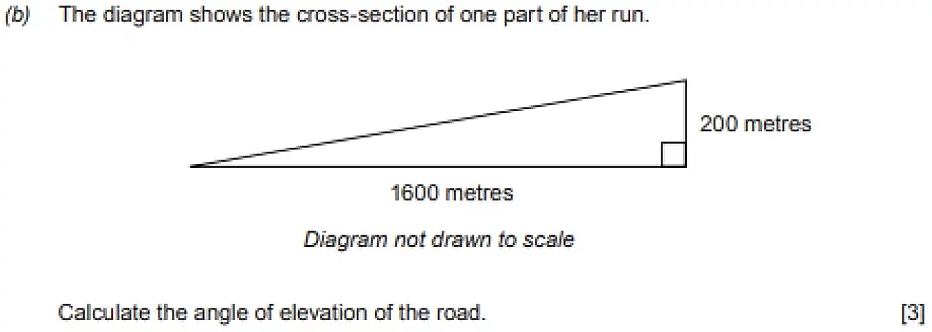 (b) The diagram shows the cross-section of one part of her run.
200 metres
1600 metres
Diagram not drawn to scale
Calculate the angle of elevation of the road. [3]